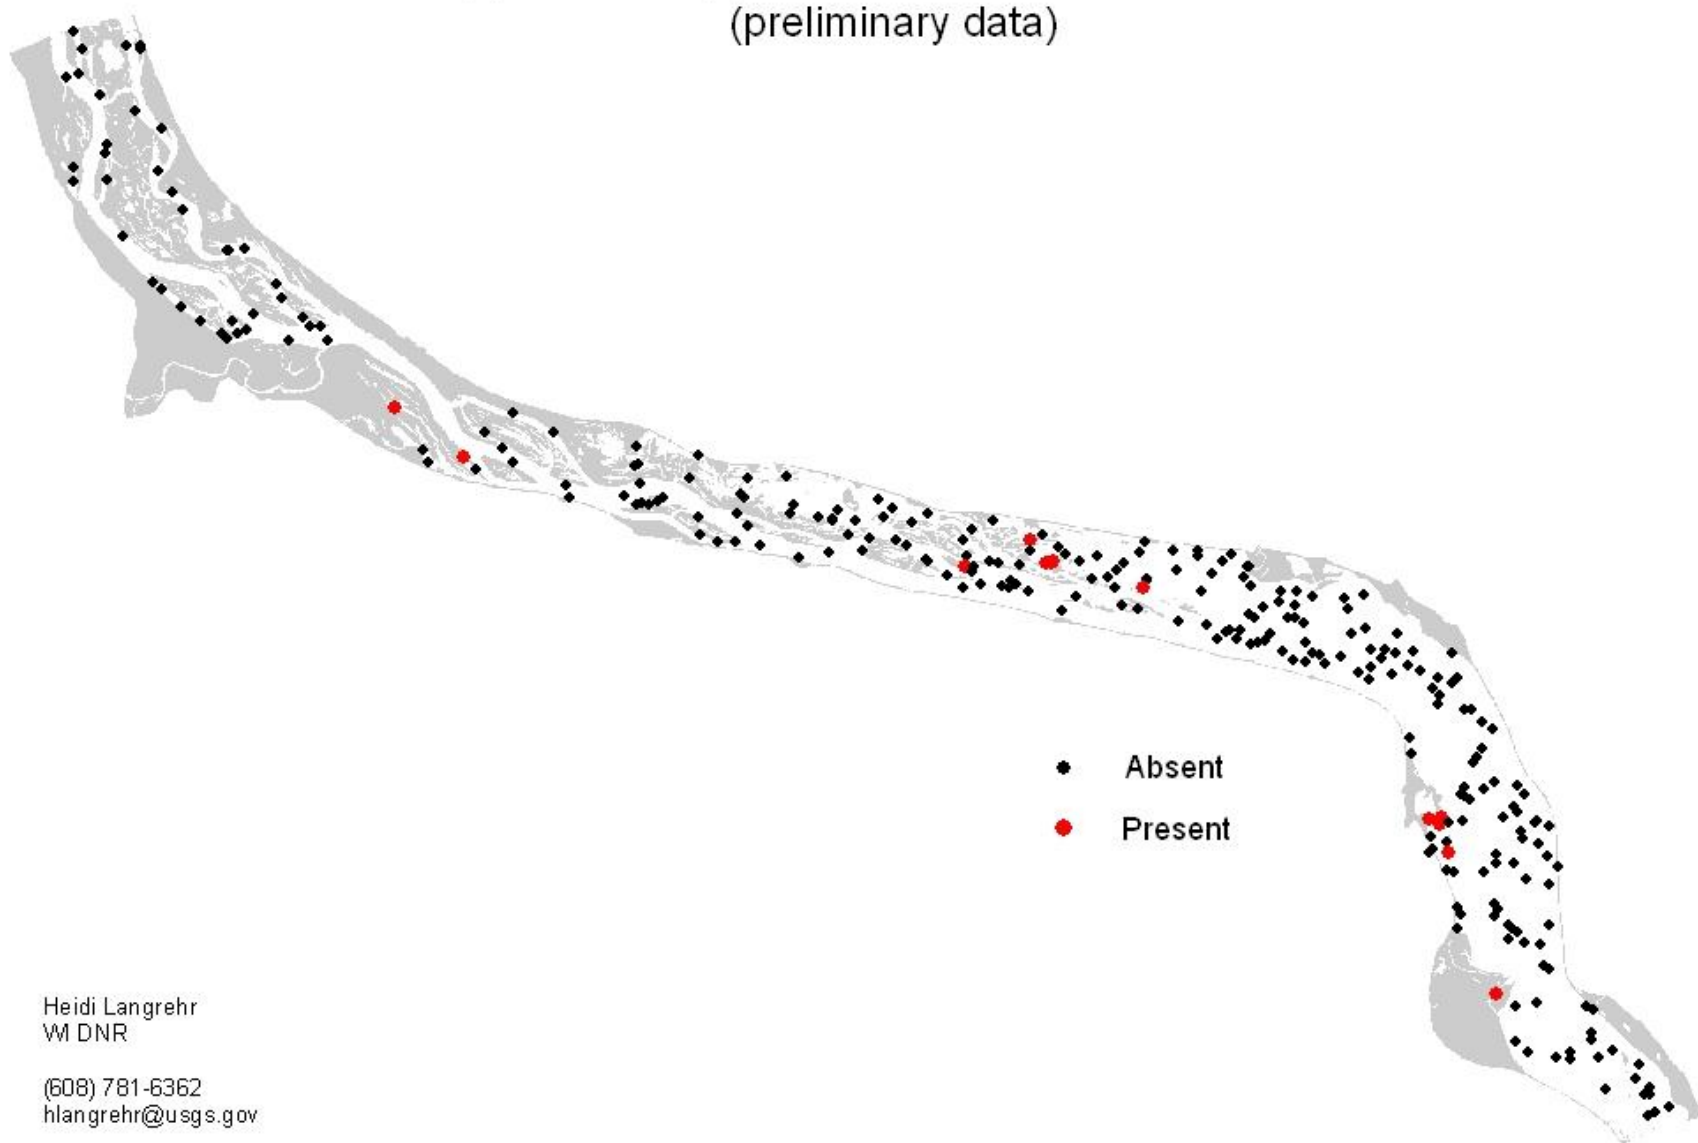 (preliminary data)
Absent
Present
Heidi Langrehr
WI DNR
(608) 781-6362
hlangrehr@usgs.gov